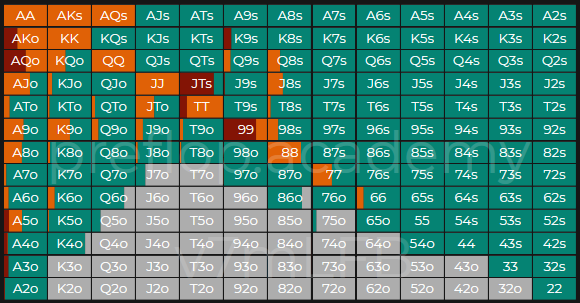 AA AKs AQs AJs ATs A9s A8s A7s A6s A5s A4s A3s A2s
AKo KK KQs KJs KTs K9s K8s K7s K6s K5s K4s K3s K2s
AQo KQo QQ QJs QTs Q9s Q8s Q7s Q6s Q5s Q4s Q3s Q2s
AJo KJo QJo JJ JTs J9s J8s J7s J6s J5s J4s J3s J2s
ATo KTo QTo JTo TT T9s T8s T7s T6s T5s T4s T3s T2s
A9o K9o Q9o J9o T9o 99 98s 97s 96s 95s 94s 93s 92s
A8o K8o Q8o J8o T8o 98o 88 87s 86s 85s 84s 83s 82s
preflop.academy
A7o K7o Q7o J7o T7o 97o 87o 77 76s 75s 74s 73s 72s
A6o K6o Q6o J6o T6o 96o 86o 76o 66 65s 64s 63s 62s
A5o K5o Q5o J5o T5o 95o 85o 75o 65o 55 54s 53s 52s
A4o K4o Q4o J4o T4o 94o 84o 74o 64o 54o 44 43s 42s
A3o K3o Q3o J3o T3o 93o 83o 73o 63o 53o 43o 33 32s
A2o K2o Q2o J2o T2o 92o 82o 72o 62o 52o 42o 32o 22